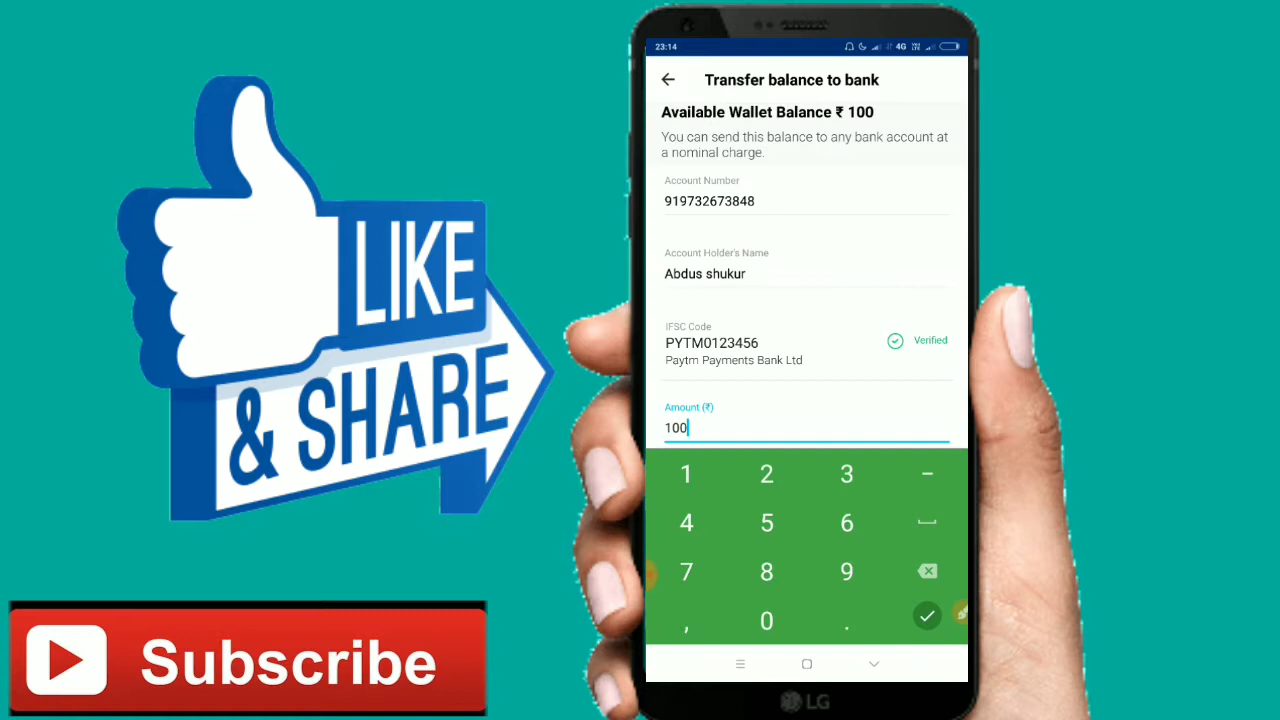 LIKE
& SHARE
Subscribe
23:14
4G
Transfer balance to bank
Available Wallet Balance ₹ 100
You can send this balance to any bank account at
a nominal charge.
Account Number
919732673848
Account Holder's Name
Abdus shukur
IFSC Code
PYTM0123456
Verified
Paytm Payments Bank Ltd
Amount (₹)
100
1 2 3 −
4 5 6
7 8 9
, 0 .
LG